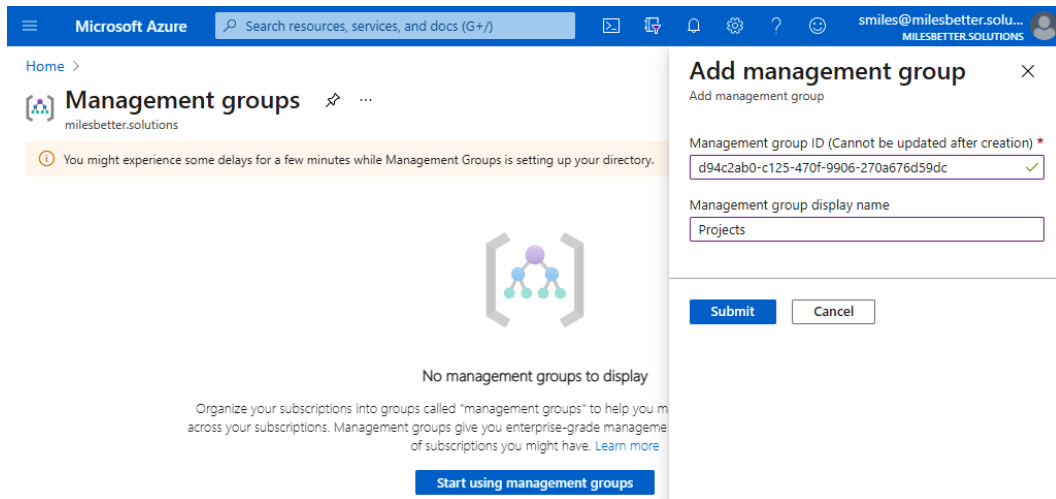 Microsoft Azure
Search resources, services, and docs (G+/)
smiles@milesbetter.solu...
MILESBETTER.SOLUTIONS
Home >
Management groups
milesbetter.solutions
You might experience some delays for a few minutes while Management Groups is setting up your directory.
No management groups to display
Organize your subscriptions into groups called "management groups" to help you m
across your subscriptions. Management groups give you enterprise-grade manageme
of subscriptions you might have. Learn more
Start using management groups
Add management group
Add management group
Management group ID (Cannot be updated after creation) *
d94c2ab0-c125-470f-9906-270a676d59dc
Management group display name
Projects
Submit
Cancel